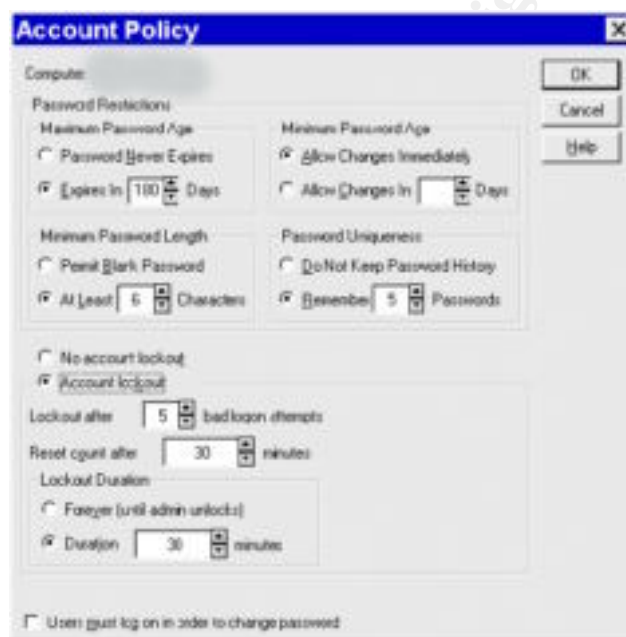 Account Policy
Computer:
OK
Cancel
Help
Password Restrictions
Maximum Password Age
Password Never Expires
Expires In 180 Days
Minimum Password Age
Allow Changes Immediately
Allow Changes In Days
Minimum Password Length
Permit Blank Password
At Least 6 Characters
Password Uniqueness
Do Not Keep Password History
Remember 5 Passwords
No account lockout
Account lockout
Lockout after 5 bad logon attempts
Reset count after 30 minutes
Lockout Duration
Forever (until admin unlocks)
Duration 30 minutes
Users must log on in order to change password